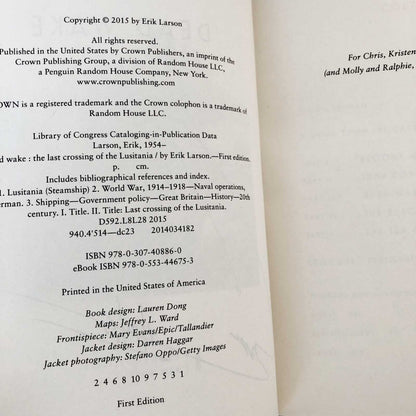 Copyright © 2015 by Erik Larson
All rights reserved.
Published in the United States by Crown Publishers, an imprint of the
Crown Publishing Group, a division of Random House LLC,
a Penguin Random House Company, New York.
www.crownpublishing.com
OWN is a registered trademark and the Crown colophon is a trademark of
Random House LLC.
Library of Congress Cataloging-in-Publication Data
Larson, Erik, 1954–
d wake : the last crossing of the Lusitania / by Erik Larson.—First edition.
p. cm.
Includes bibliographical references and index.
1. Lusitania (Steamship) 2. World War, 1914–1918—Naval operations,
erman. 3. Shipping—Government policy—Great Britain—History—20th
century. I. Title. II. Title: Last crossing of the Lusitania.
D592.L8L28 2015
940.4'514—dc23 2014034182
ISBN 978-0-307-40886-0
eBook ISBN 978-0-553-44675-3
Printed in the United States of America
Book design: Lauren Dong
Maps: Jeffrey L. Ward
Frontispiece: Mary Evans/Epic/Tallandier
Jacket design: Darren Haggar
Jacket photography: Stefano Oppo/Getty Images
2 4 6 8 10 9 7 5 3 1
First Edition
For Chris, Kristen
(and Molly and Ralphie,